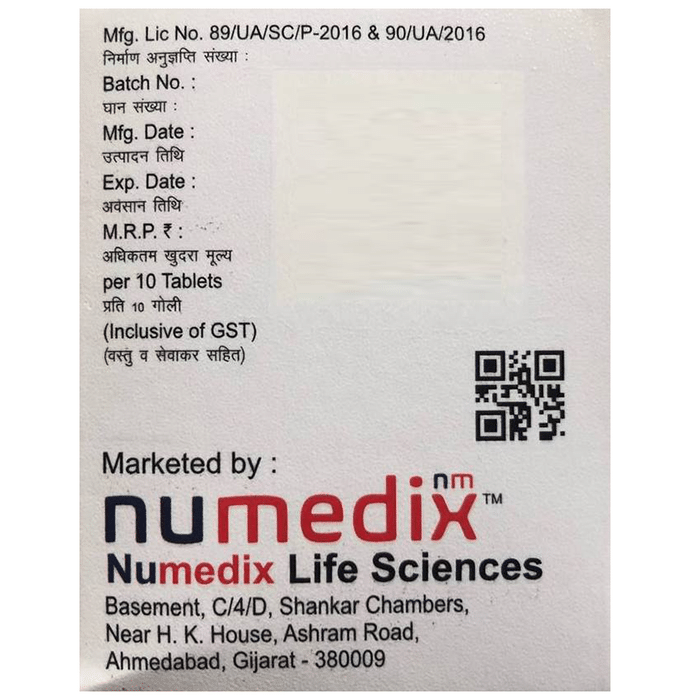 Mfg. Lic No. 89/UA/SC/P-2016 & 90/UA/2016
निर्माण अनुज्ञप्ति संख्या :
Batch No. :
घान संख्या :
Mfg. Date :
उत्पादन तिथि
Exp. Date :
अवसान तिथि
M.R.P. ₹ :
अधिकतम खुदरा मूल्य
per 10 Tablets
प्रति 10 गोली
(Inclusive of GST)
(वस्तु व सेवाकर सहित)
Marketed by :
nm
numedix™
Numedix Life Sciences
Basement, C/4/D, Shankar Chambers,
Near H. K. House, Ashram Road,
Ahmedabad, Gijarat - 380009